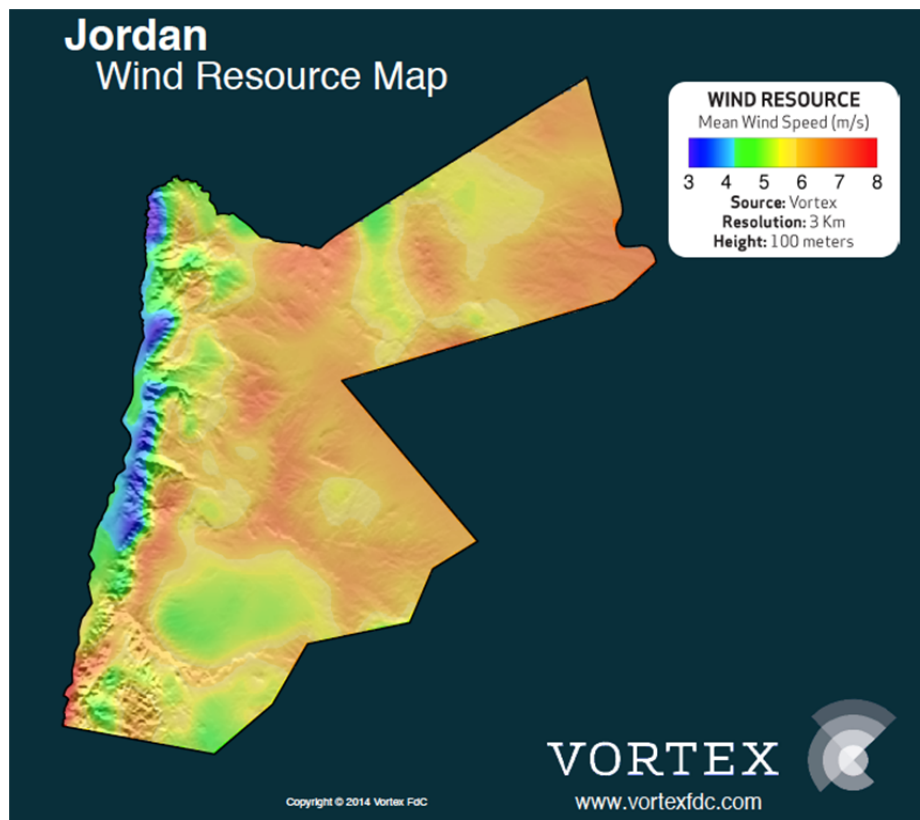 Jordan
Wind Resource Map
WIND RESOURCE
Mean Wind Speed (m/s)
3 4 5 6 7 8
Source: Vortex
Resolution: 3 Km
Height: 100 meters
VORTEX
Copyright © 2014 Vortex FdC
www.vortexfdc.com